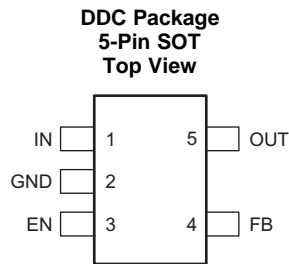 DDC Package
5-Pin SOT
Top View
IN 1 5 OUT
GND 2
EN 3 4 FB